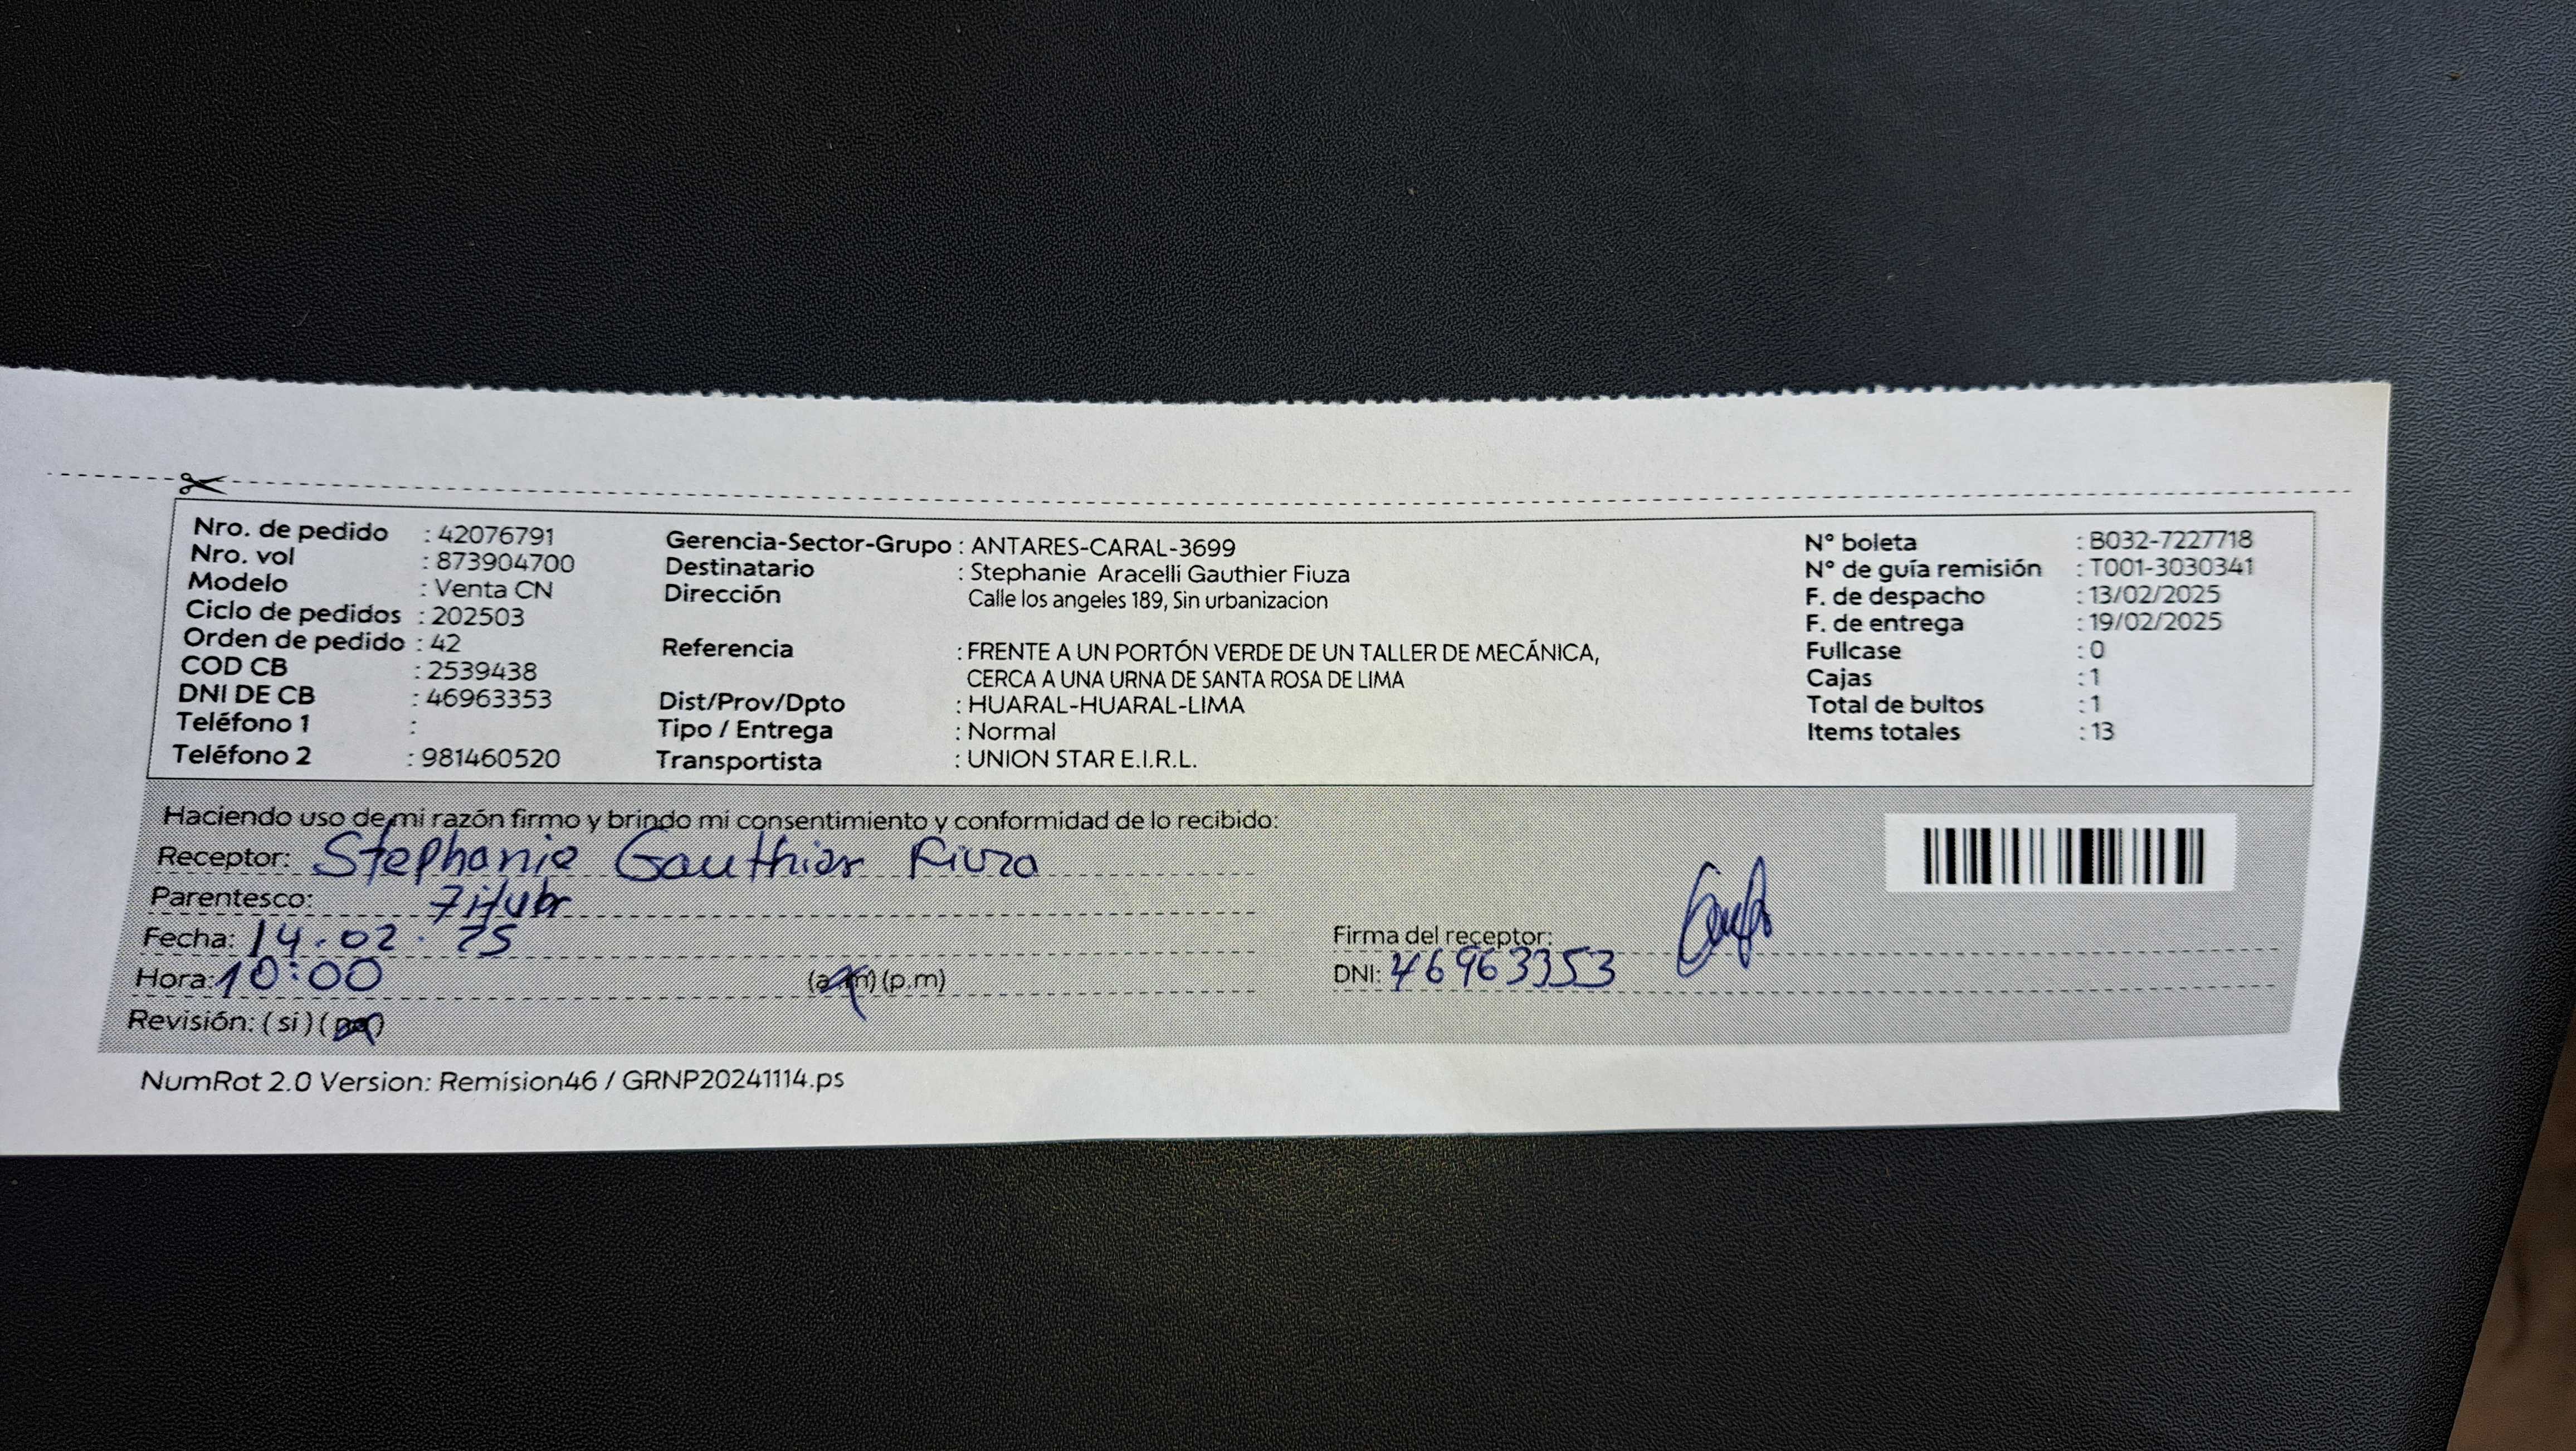 Nro. de pedido : 42076791
Nro. vol : 873904700
Modelo : Venta CN
Ciclo de pedidos : 202503
Orden de pedido : 42
COD CB : 2539438
DNI DE CB : 46963353
Teléfono 1 :
Teléfono 2 : 981460520
Gerencia-Sector-Grupo : ANTARES-CARAL-3699
Destinatario : Stephanie Aracelli Gauthier Fiuza
Dirección Calle los angeles 189, Sin urbanizacion
Referencia : FRENTE A UN PORTÓN VERDE DE UN TALLER DE MECÁNICA,
CERCA A UNA URNA DE SANTA ROSA DE LIMA
Dist/Prov/Dpto : HUARAL-HUARAL-LIMA
Tipo / Entrega : Normal
Transportista : UNION STAR E.I.R.L.
N° boleta : B032-7227718
N° de guía remisión : T001-3030341
F. de despacho : 13/02/2025
F. de entrega : 19/02/2025
Fullcase : 0
Cajas : 1
Total de bultos : 1
Items totales : 13
Haciendo uso de mi razón firmo y brindo mi consentimiento y conformidad de lo recibido:
Receptor: Stephanie Gauthier Fiuza
Parentesco:
Fecha: 14.02.25
Hora: 10:00 (a.m) (p.m)
Revisión: ( si ) ( no )
Firma del receptor:
DNI: 46963353
NumRot 2.0 Version: Remision46 / GRNP20241114.ps